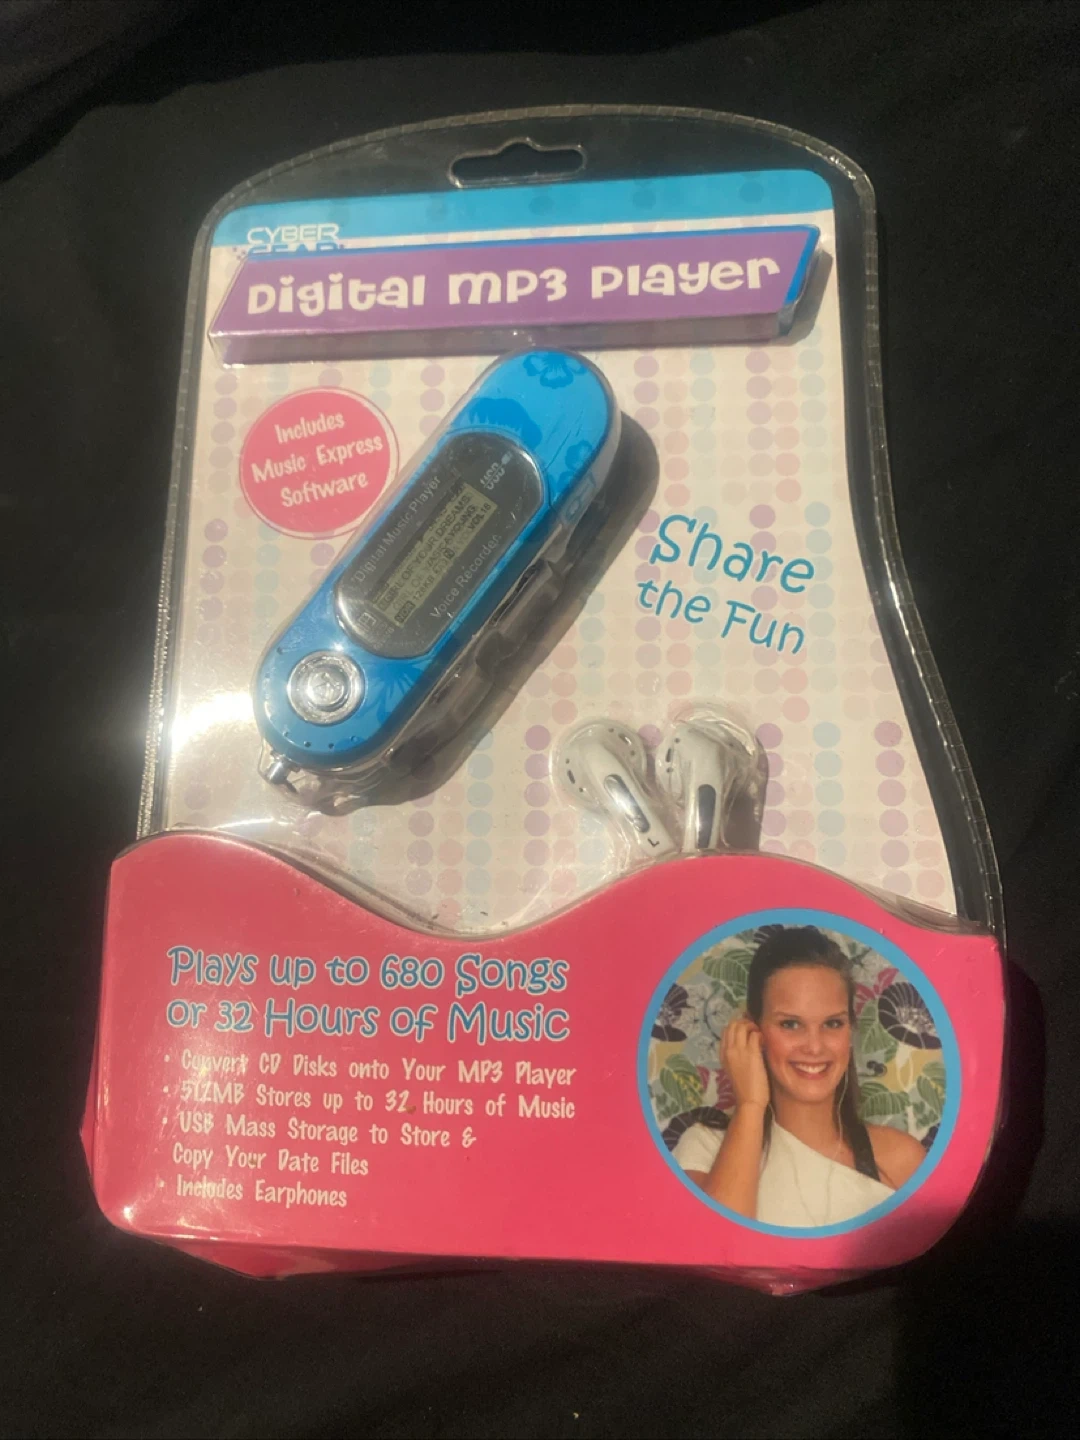 CYBER
GEAR
Digital MP3 Player
Includes
Music Express
Software
USB
Digital Music Player
Voice Recorder
Share
the Fun
L
Plays up to 680 Songs
or 32 Hours of Music
• Convert CD Disks onto Your MP3 Player
• 512MB Stores up to 32 Hours of Music
• USB Mass Storage to Store &
Copy Your Date Files
• Includes Earphones